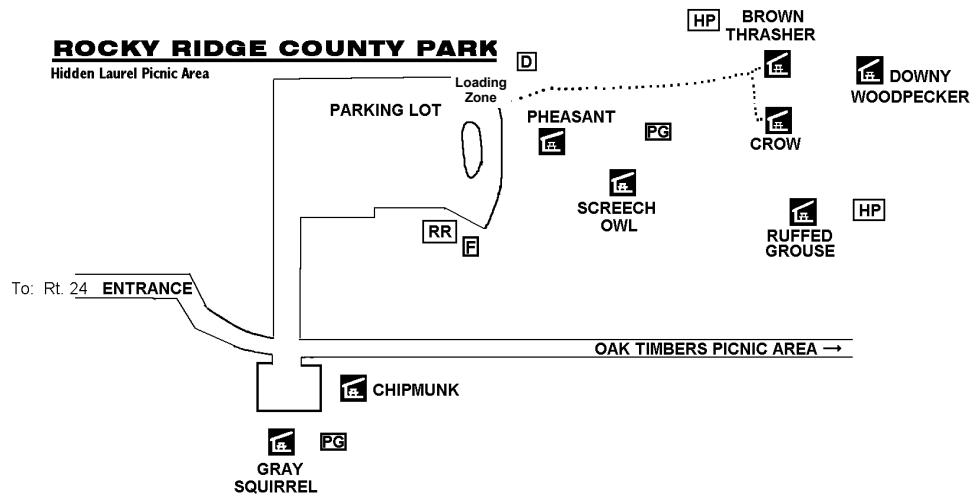 ROCKY RIDGE COUNTY PARK
Hidden Laurel Picnic Area
HP
BROWN
THRASHER
D
DOWNY
WOODPECKER
Loading
Zone
PARKING LOT
PHEASANT
PG
CROW
SCREECH
OWL
HP
RUFFED
GROUSE
RR
F
To: Rt. 24 ENTRANCE
OAK TIMBERS PICNIC AREA →
CHIPMUNK
PG
GRAY
SQUIRREL